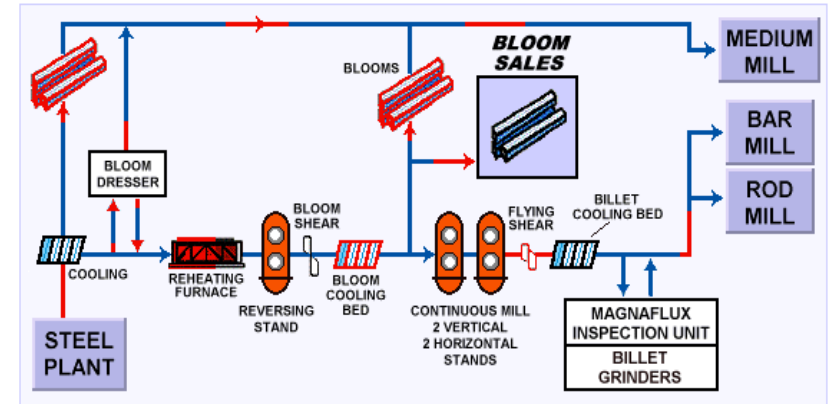 BLOOM
SALES
MEDIUM
MILL
BLOOMS
BAR
MILL
BLOOM
DRESSER
ROD
MILL
BLOOM
SHEAR
FLYING
SHEAR
BILLET
COOLING BED
COOLING
REHEATING
FURNACE
REVERSING
STAND
BLOOM
COOLING
BED
CONTINUOUS MILL
2 VERTICAL
2 HORIZONTAL
STANDS
MAGNAFLUX
INSPECTION UNIT
BILLET
GRINDERS
STEEL
PLANT